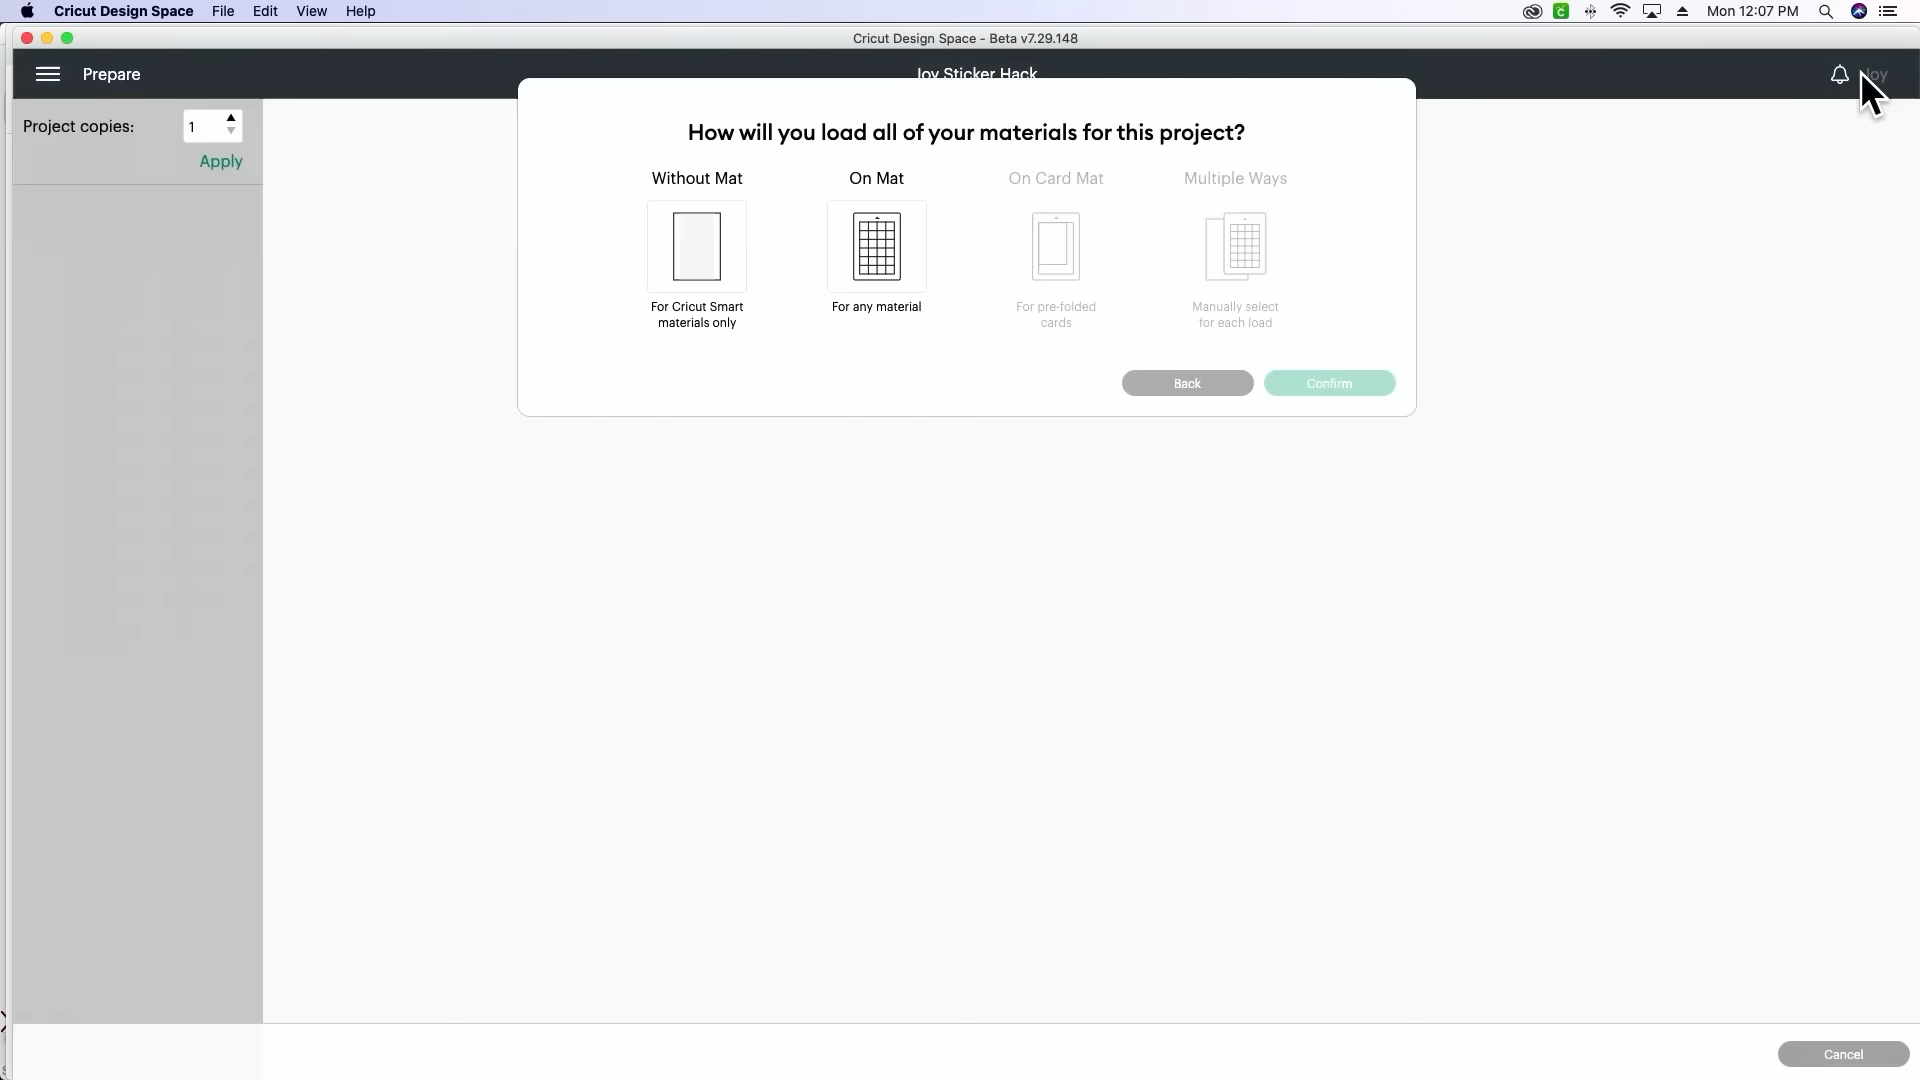 Cricut Design Space File Edit View Help Mon 12:07 PM
Cricut Design Space - Beta v7.29.148
Prepare Joy Sticker Hack Joy
Project copies: 1
Apply
How will you load all of your materials for this project?
Without Mat On Mat On Card Mat Multiple Ways
For Cricut Smart For any material For pre-folded Manually select
materials only cards for each load
Back Confirm
Cancel